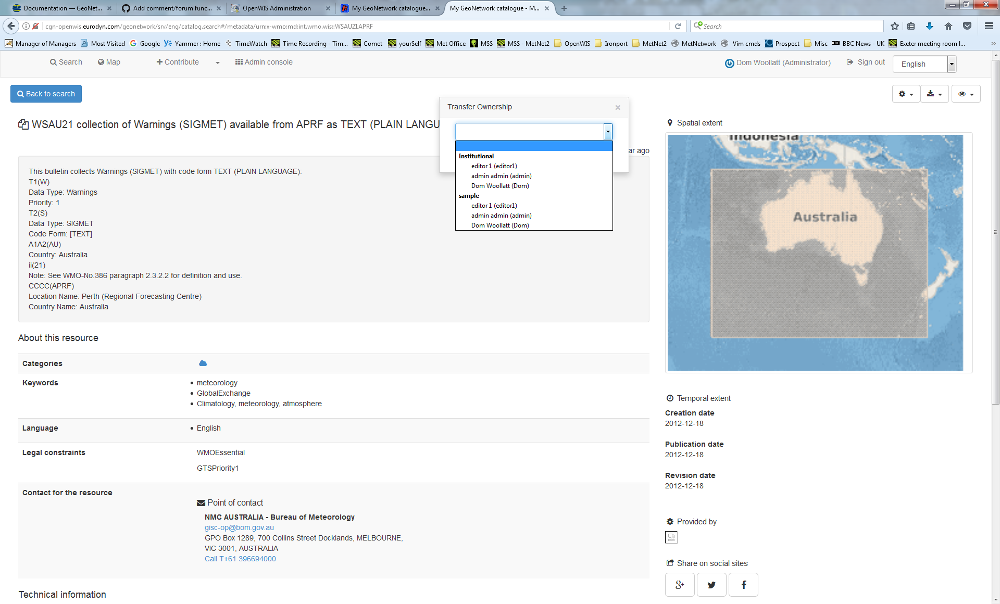 Documentation — GeoNet...
Add comment/forum func...
OpenWIS Administration
My GeoNetwork catalogue...
My GeoNetwork catalogue - M...
cgn-openwis.eurodyn.com/geonetwork/srv/eng/catalog.search#/metadata/urn:x-wmo:md:int.wmo.wis::WSAU21APRF
Search
Manager of Managers
Most Visited
Google
Yammer : Home
TimeWatch
Time Recording - Tim...
Comet
yourSelf
Met Office
MSS
MSS - MetNet2
OpenWIS
Ironport
MetNet2
MetNetwork
Vim cmds
Prospect
Misc
BBC News - UK
Exeter meeting room l...
Search
Map
Contribute
Admin console
Dom Woollatt (Administrator)
Sign out
English
Back to search
Transfer Ownership
WSAU21 collection of Warnings (SIGMET) available from APRF as TEXT (PLAIN LANGU
ar ago
Institutional
editor 1 (editor1)
admin admin (admin)
Dom Woollatt (Dom)
sample
editor 1 (editor1)
admin admin (admin)
Dom Woollatt (Dom)
This bulletin collects Warnings (SIGMET) with code form TEXT (PLAIN LANGUAGE):
T1(W)
Data Type: Warnings
Priority: 1
T2(S)
Data Type: SIGMET
Code Form: [TEXT]
A1A2(AU)
Country: Australia
ii(21)
Note: See WMO-No.386 paragraph 2.3.2.2 for definition and use.
CCCC(APRF)
Location Name: Perth (Regional Forecasting Centre)
Country Name: Australia
About this resource
Categories
Keywords
meteorology
GlobalExchange
Climatology, meteorology, atmosphere
Language
English
Legal constraints
WMOEssential
GTSPriority1
Contact for the resource
Point of contact
NMC AUSTRALIA - Bureau of Meteorology
gisc-op@bom.gov.au
GPO Box 1289, 700 Collins Street Docklands, MELBOURNE,
VIC 3001, AUSTRALIA
Call T+61 396694000
Technical information
Spatial extent
Indonesia
Australia
Temporal extent
Creation date
2012-12-18
Publication date
2012-12-18
Revision date
2012-12-18
Provided by
Share on social sites